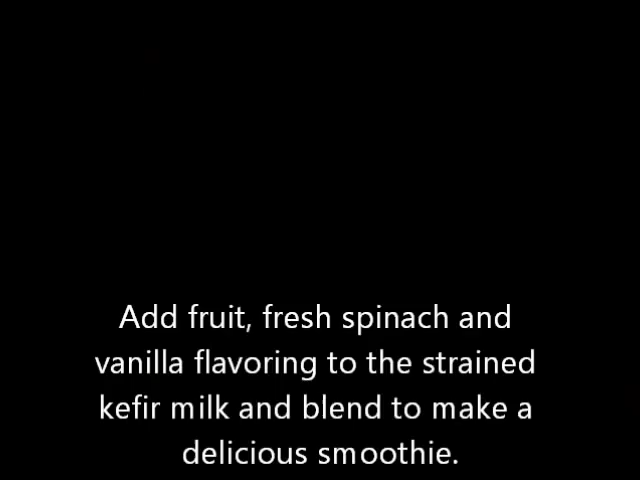 Add fruit, fresh spinach and
vanilla flavoring to the strained
kefir milk and blend to make a
delicious smoothie.